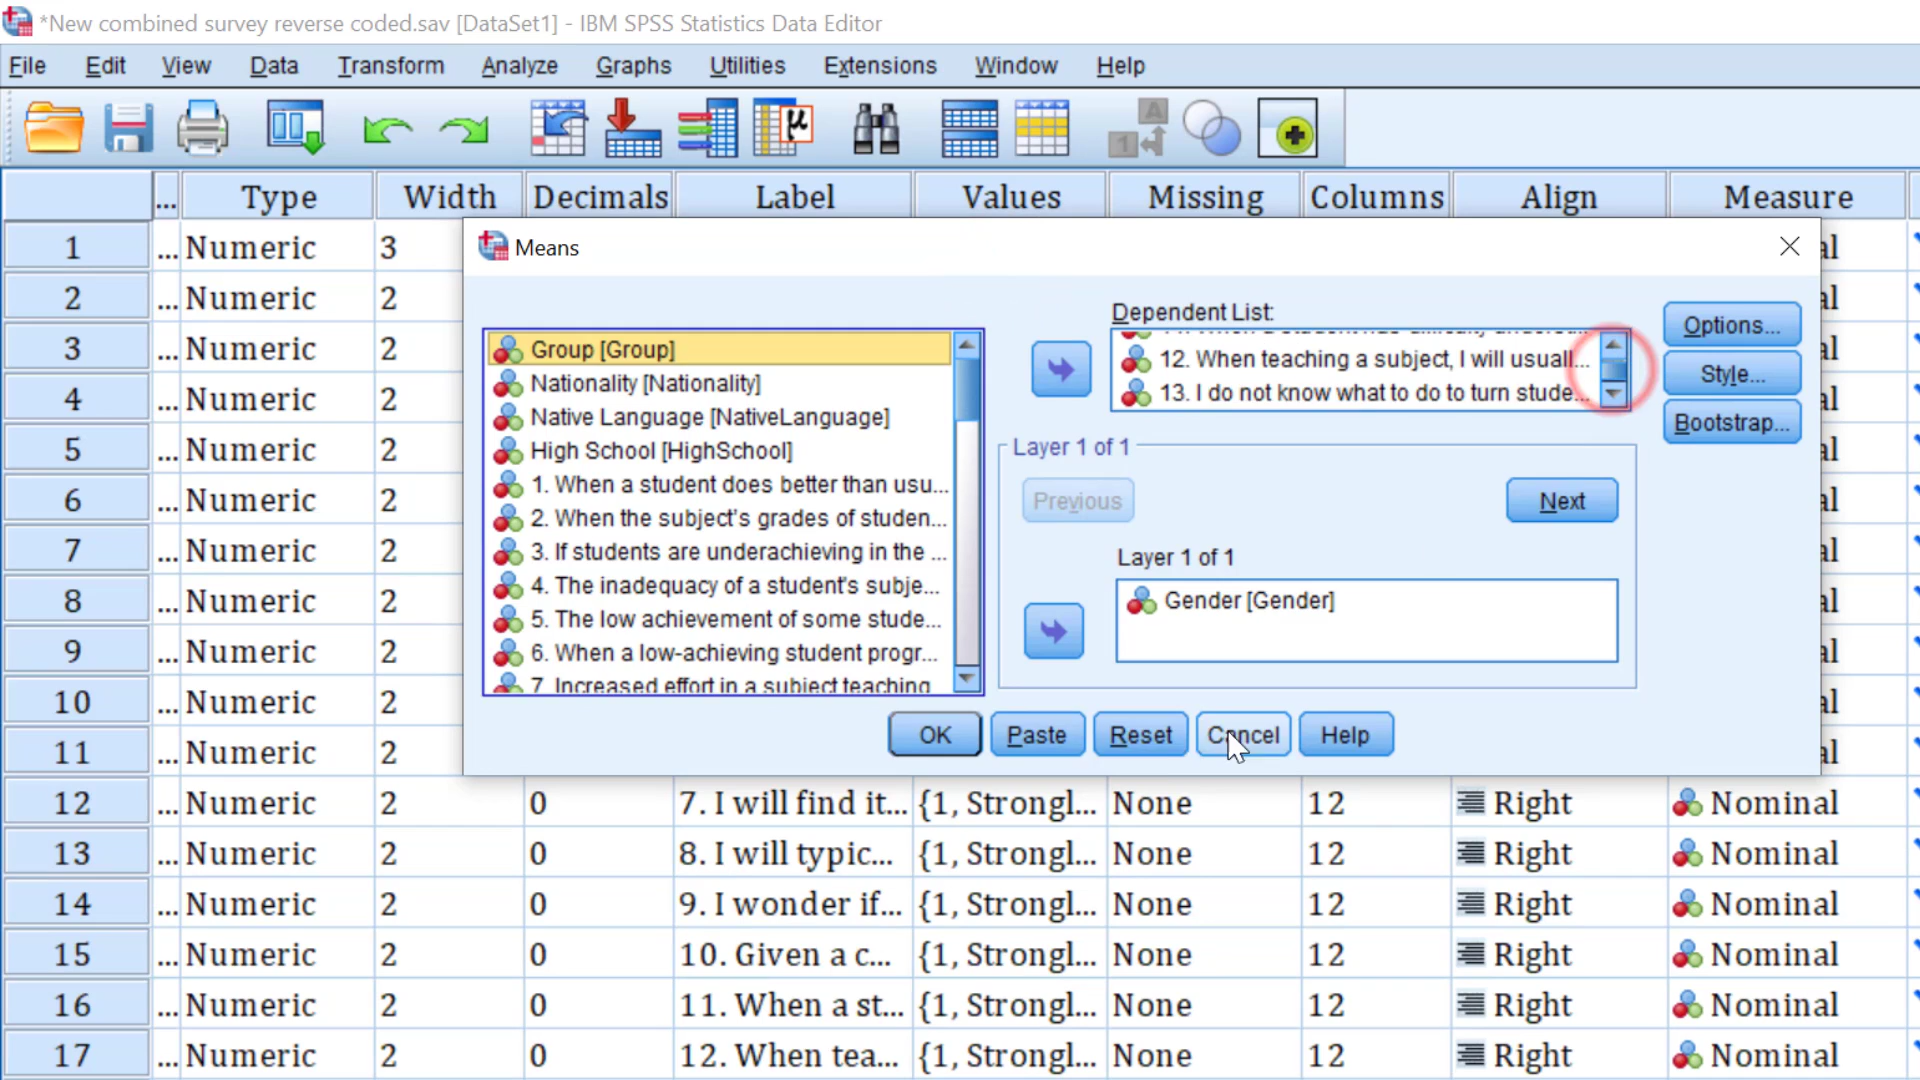 *New combined survey reverse coded.sav [DataSet1] - IBM SPSS Statistics Data Editor
File Edit View Data Transform Analyze Graphs Utilities Extensions Window Help
... Type Width Decimals Label Values Missing Columns Align Measure
Means
Dependent List:
Group [Group]
Nationality [Nationality]
Native Language [NativeLanguage]
High School [HighSchool]
1. When a student does better than usu...
2. When the subject's grades of studen...
3. If students are underachieving in the ...
4. The inadequacy of a student's subje...
5. The low achievement of some stude...
6. When a low-achieving student progr...
7. Increased effort in a subject teaching
12. When teaching a subject, I will usuall...
13. I do not know what to do to turn stude...
Options...
Style...
Bootstrap...
Layer 1 of 1
Previous Next
Layer 1 of 1
Gender [Gender]
OK Paste Reset Cancel Help
1 ... Numeric 3 al
2 ... Numeric 2 al
3 ... Numeric 2 al
4 ... Numeric 2 al
5 ... Numeric 2 al
6 ... Numeric 2 al
7 ... Numeric 2 al
8 ... Numeric 2 al
9 ... Numeric 2 al
10 ... Numeric 2 al
11 ... Numeric 2 al
12 ... Numeric 2 0 7. I will find it... {1, Strongl... None 12 Right Nominal
13 ... Numeric 2 0 8. I will typic... {1, Strongl... None 12 Right Nominal
14 ... Numeric 2 0 9. I wonder if... {1, Strongl... None 12 Right Nominal
15 ... Numeric 2 0 10. Given a c... {1, Strongl... None 12 Right Nominal
16 ... Numeric 2 0 11. When a st... {1, Strongl... None 12 Right Nominal
17 ... Numeric 2 0 12. When tea... {1, Strongl... None 12 Right Nominal